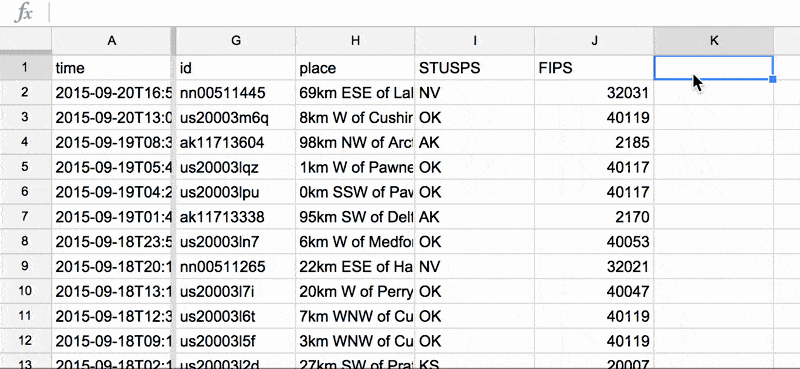 fx
A G H I J K
1 time id place STUSPS FIPS
2 2015-09-20T16:5 nn00511445 69km ESE of Lal NV 32031
3 2015-09-20T13:0 us20003m6q 8km W of Cushin OK 40119
4 2015-09-19T08:3 ak11713604 98km NW of Arct AK 2185
5 2015-09-19T05:4 us20003lqz 1km W of Pawne OK 40117
6 2015-09-19T04:2 us20003lpu 0km SSW of Paw OK 40117
7 2015-09-19T01:4 ak11713338 95km SW of Delt AK 2170
8 2015-09-18T23:5 us20003ln7 6km W of Medfor OK 40053
9 2015-09-18T20:1 nn00511265 22km ESE of Ha NV 32021
10 2015-09-18T13:1 us20003l7i 20km W of Perry OK 40047
11 2015-09-18T12:3 us20003l6t 7km WNW of Cu OK 40119
12 2015-09-18T09:1 us20003l5f 3km WNW of Cu OK 40119
13 2015-09-18T02:1 us20003l2d 27km SW of Prat KS 20007